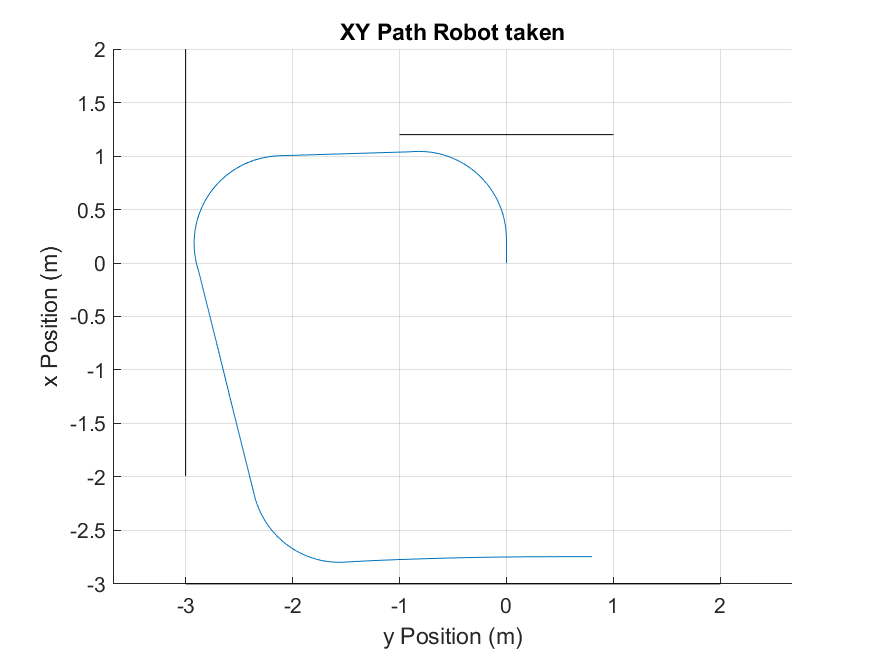 XY Path Robot taken
2
1.5
1
0.5
0
-0.5
-1
-1.5
-2
-2.5
-3
x Position (m)
-3 -2 -1 0 1 2
y Position (m)